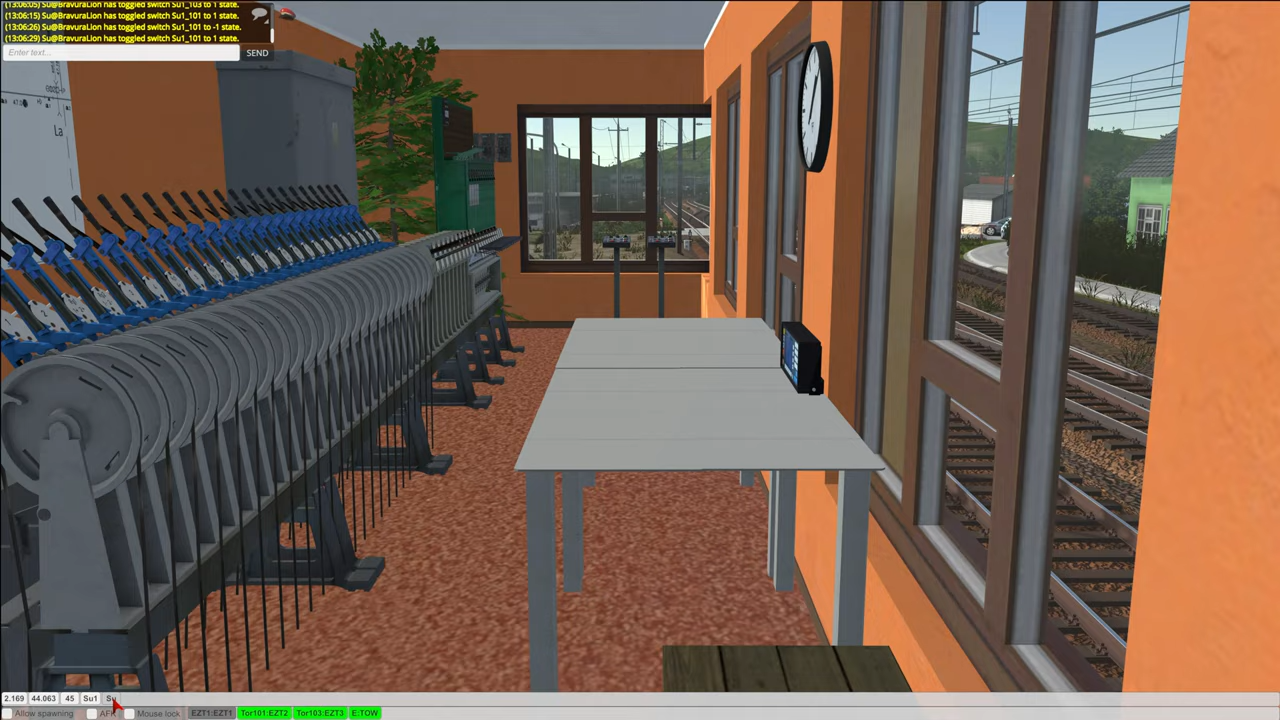 (13:06:05) Su@BravuraLion has toggled switch Su1_103 to 1 state.
(13:06:15) Su@BravuraLion has toggled switch Su1_101 to 1 state.
(13:06:26) Su@BravuraLion has toggled switch Su1_101 to -1 state.
(13:06:29) Su@BravuraLion has toggled switch Su1_101 to 1 state.
Enter text... SEND
La
2.169 44.063 45 Su1 Su
Allow spawning AFK Mouse lock EZT1:EZT1 Tor101:EZT2 Tor103:EZT3 E:TOW